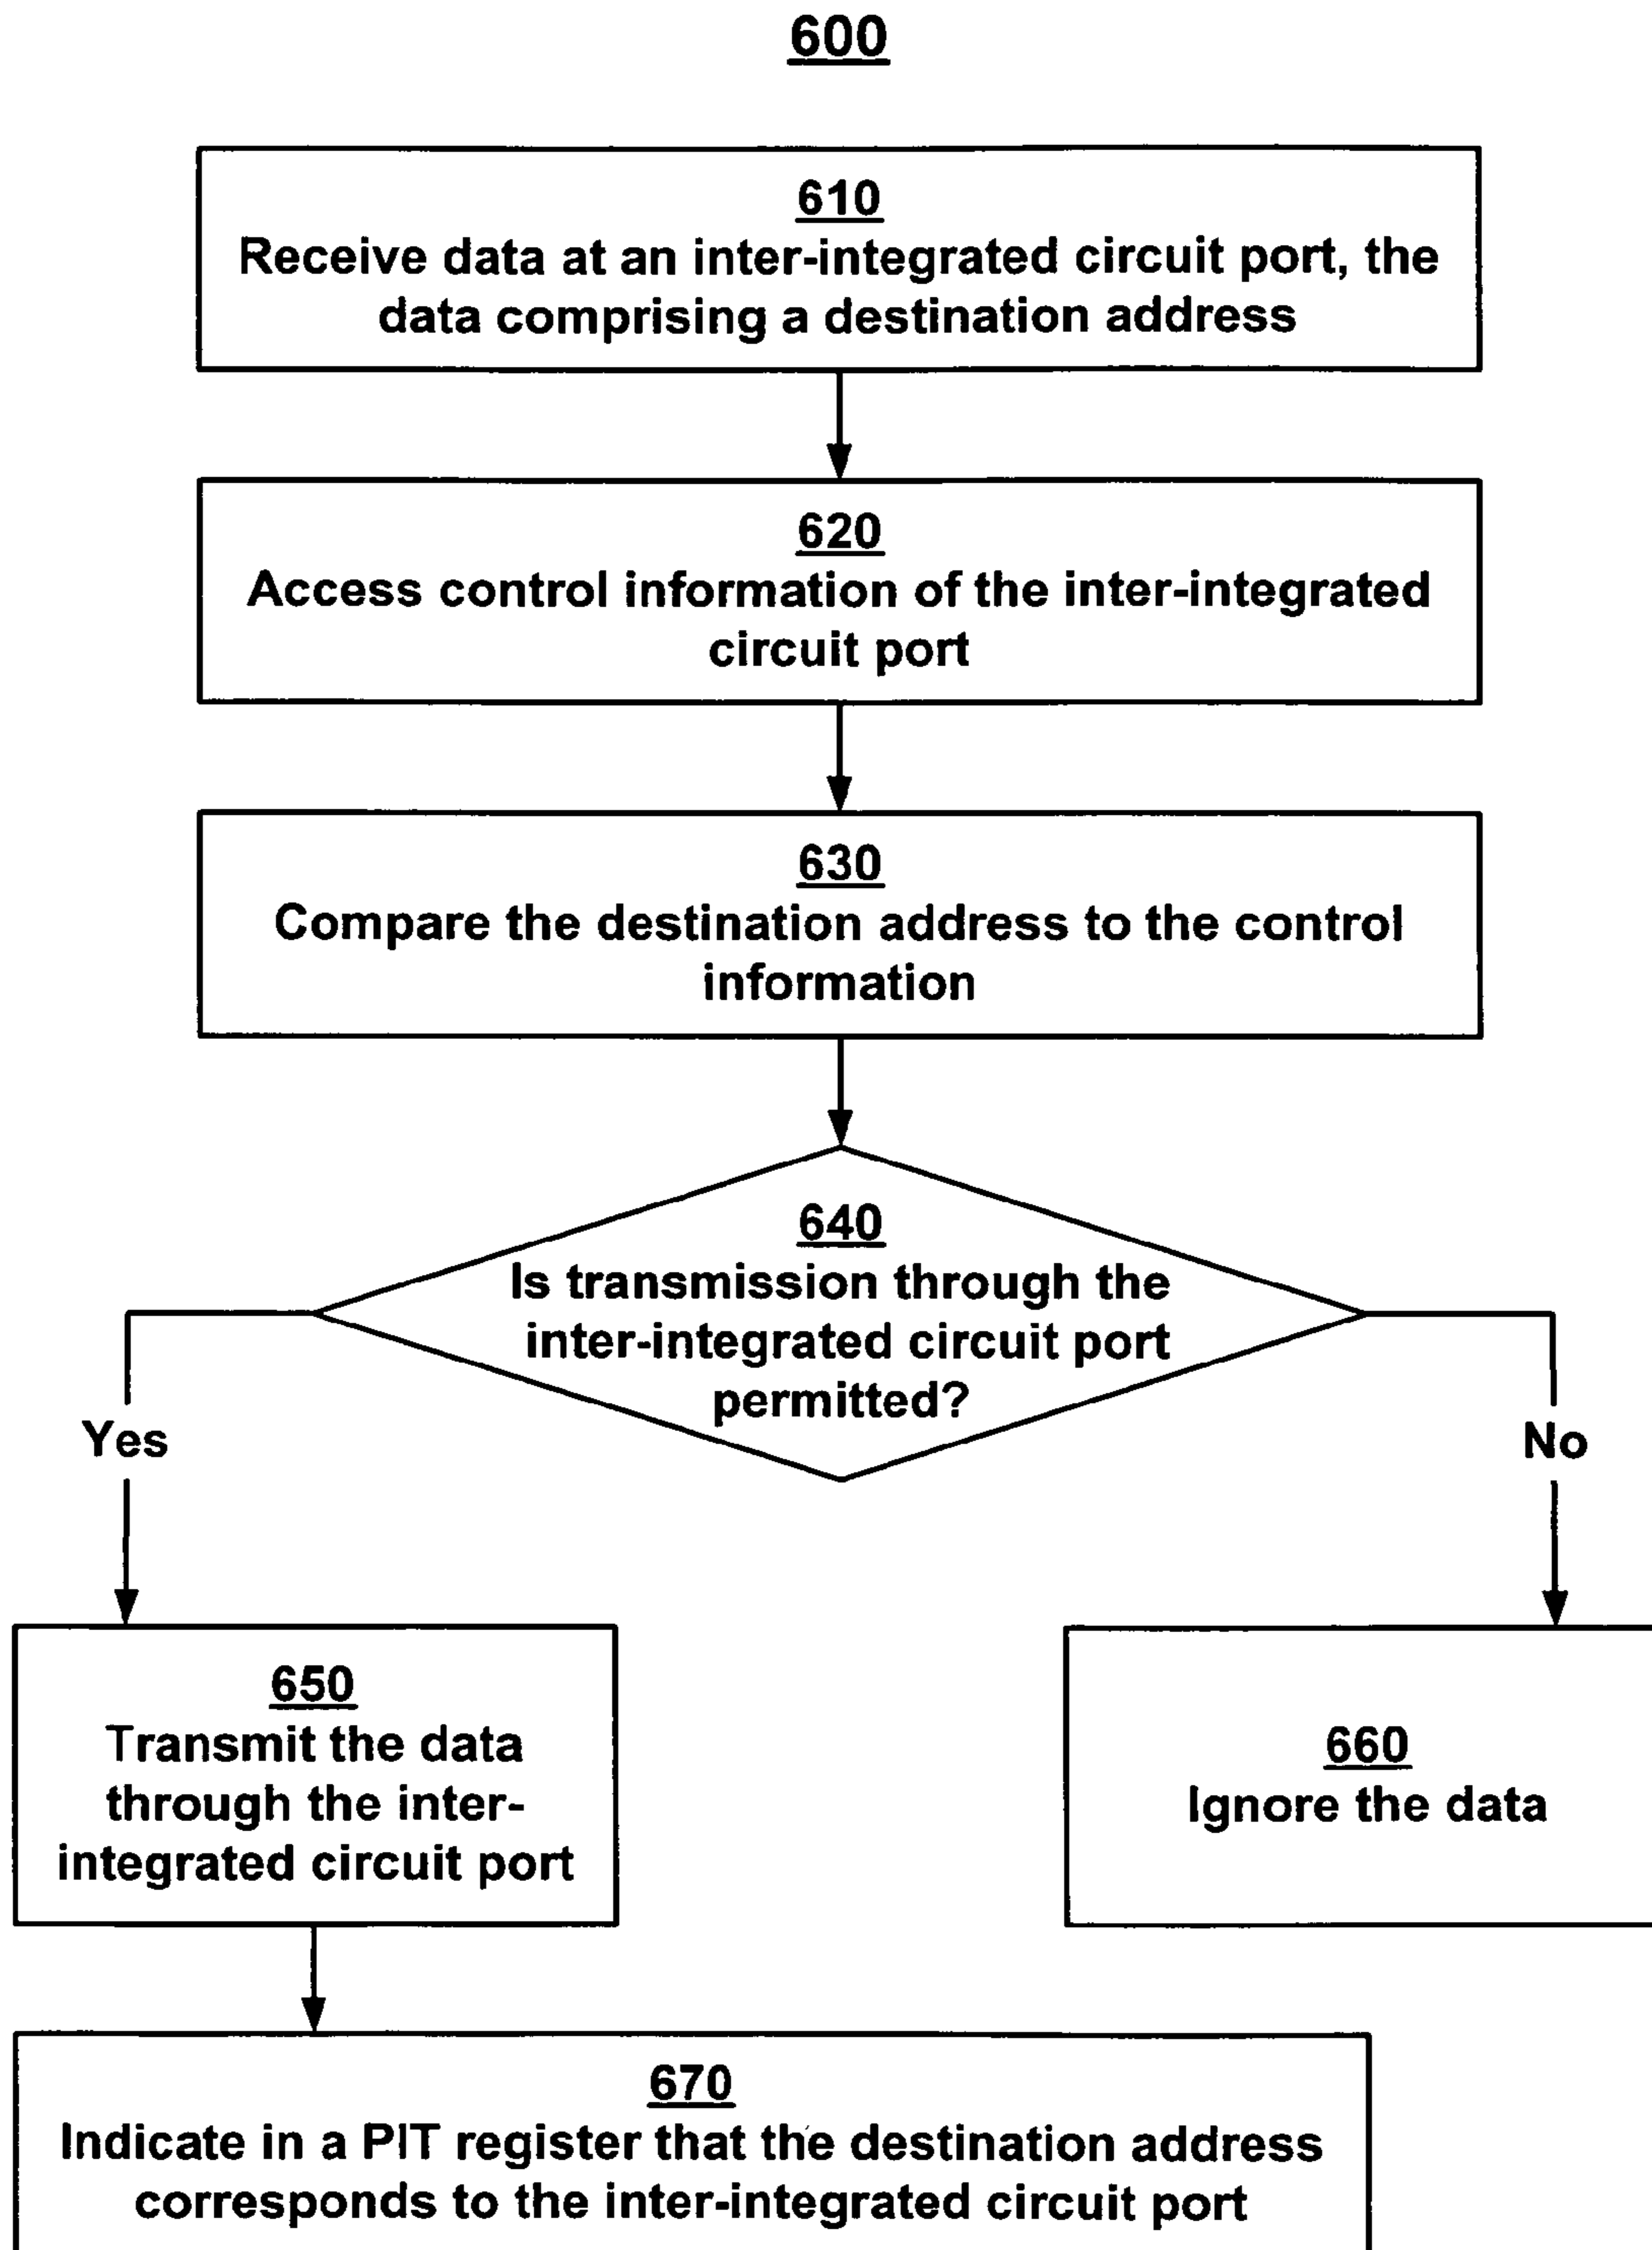 600
610
Receive data at an inter-integrated circuit port, the
data comprising a destination address
620
Access control information of the inter-integrated
circuit port
630
Compare the destination address to the control
information
640
Is transmission through the
inter-integrated circuit port
permitted?
Yes
No
650
Transmit the data
through the inter-
integrated circuit port
660
Ignore the data
670
Indicate in a PIT register that the destination address
corresponds to the inter-integrated circuit port